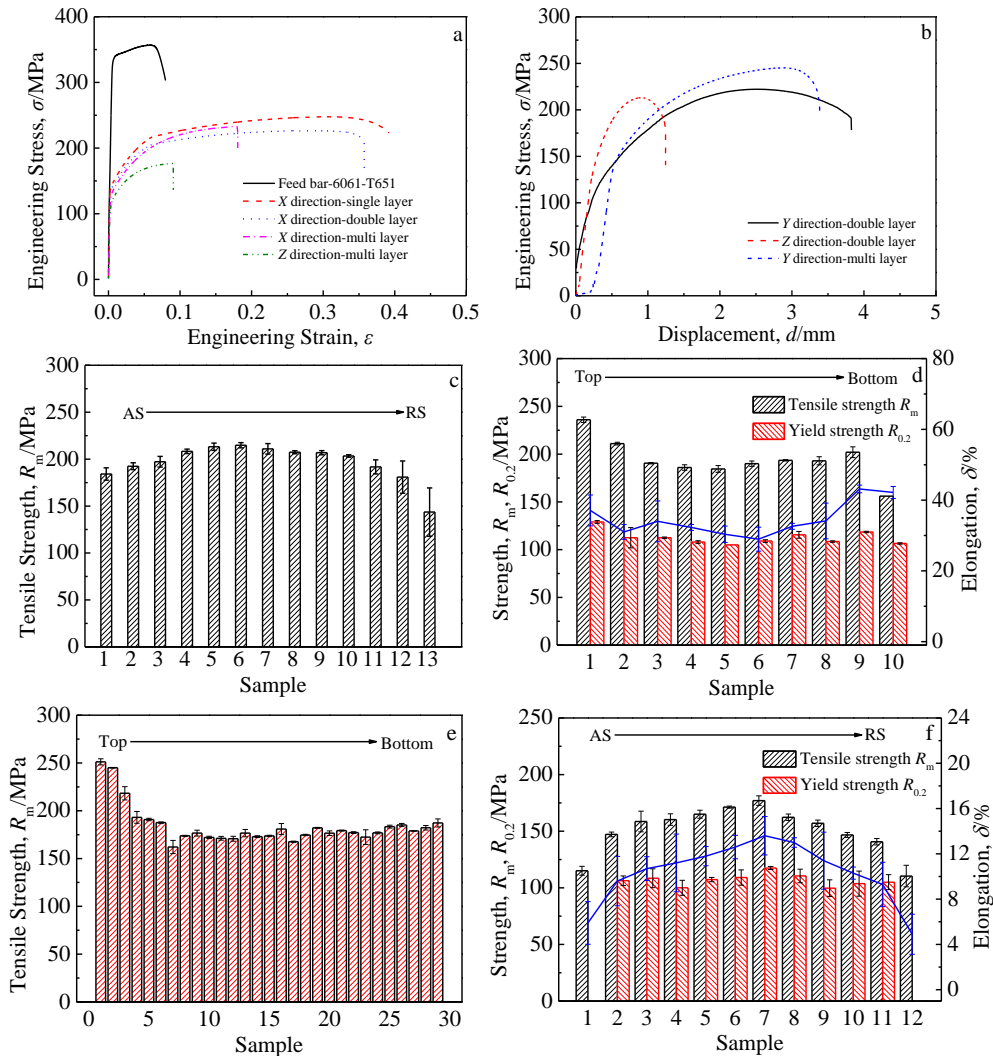 a
400
350
300
250
200
150
100
50
0
Engineering Stress, σ/MPa
Feed bar-6061-T651
X direction-single layer
X direction-double layer
X direction-multi layer
Z direction-multi layer
0.0 0.1 0.2 0.3 0.4 0.5
Engineering Strain, ε
b
300
250
200
150
100
50
0
Engineering Stress, σ/MPa
Y direction-double layer
Z direction-double layer
Y direction-multi layer
0 1 2 3 4 5
Displacement, d/mm
c
300
250
200
150
100
50
0
Tensile Strength, Rm/MPa
AS RS
1 2 3 4 5 6 7 8 9 10 11 12 13
Sample
d
300
250
200
150
100
50
0
Strength, Rm, R0.2/MPa
Top Bottom
Tensile strength Rm
Yield strength R0.2
80
60
40
20
0
Elongation, δ/%
1 2 3 4 5 6 7 8 9 10
Sample
e
300
250
200
150
100
50
0
Tensile Strength, Rm/MPa
Top Bottom
0 5 10 15 20 25 30
Sample
f
250
200
150
100
50
0
Strength, Rm, R0.2/MPa
AS RS
Tensile strength Rm
Yield strength R0.2
24
20
16
12
8
4
0
Elongation, δ/%
1 2 3 4 5 6 7 8 9 10 11 12
Sample